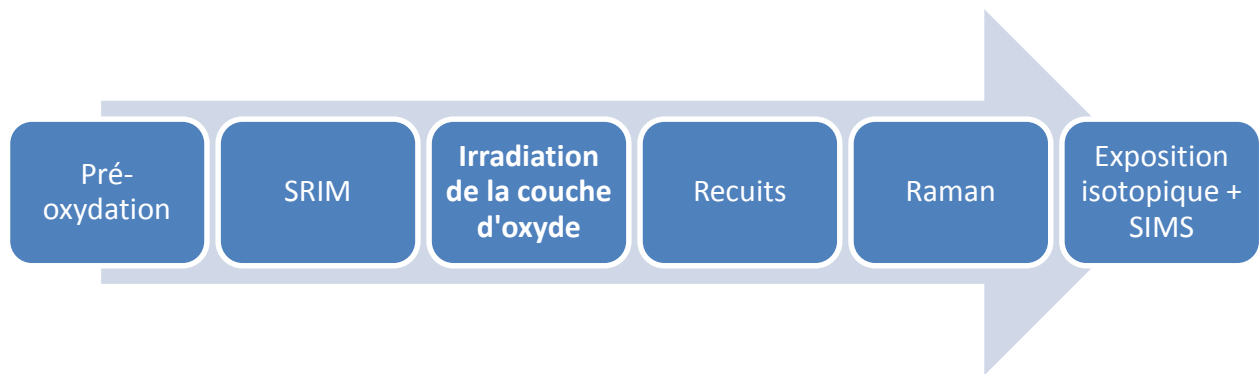 Pré-
oxydation
SRIM
Irradiation
de la couche
d'oxyde
Recuits
Raman
Exposition
isotopique +
SIMS